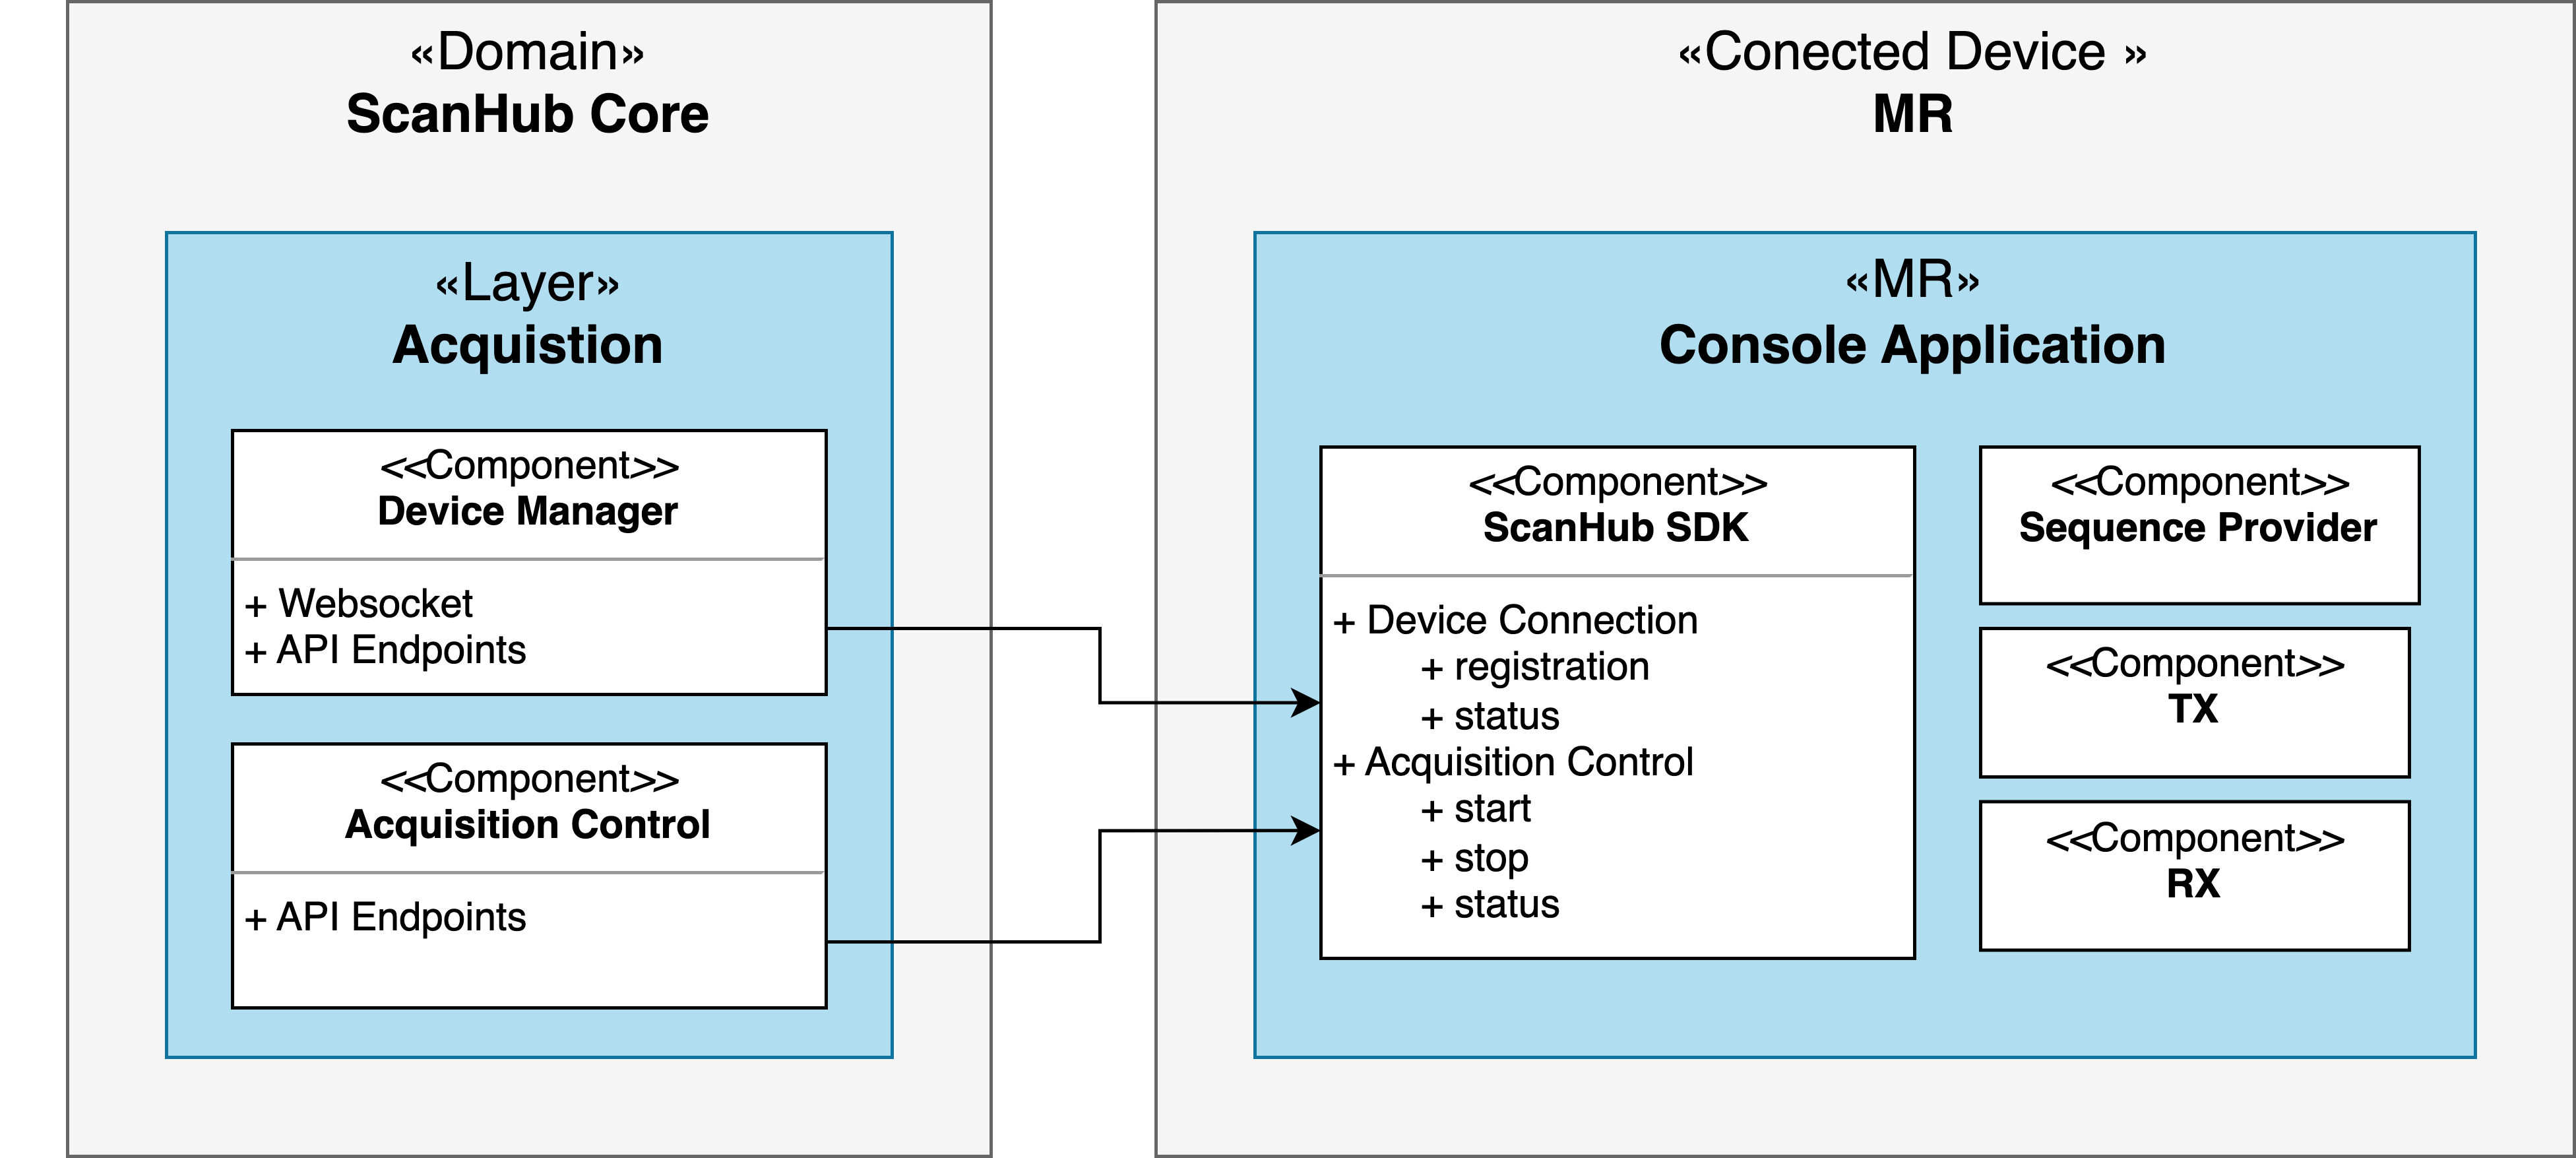 «Domain»
ScanHub Core
«Layer»
Acquistion
<<Component>>
Device Manager
+ Websocket
+ API Endpoints
<<Component>>
Acquisition Control
+ API Endpoints
«Conected Device »
MR
«MR»
Console Application
<<Component>>
ScanHub SDK
+ Device Connection
+ registration
+ status
+ Acquisition Control
+ start
+ stop
+ status
<<Component>>
Sequence Provider
<<Component>>
TX
<<Component>>
RX